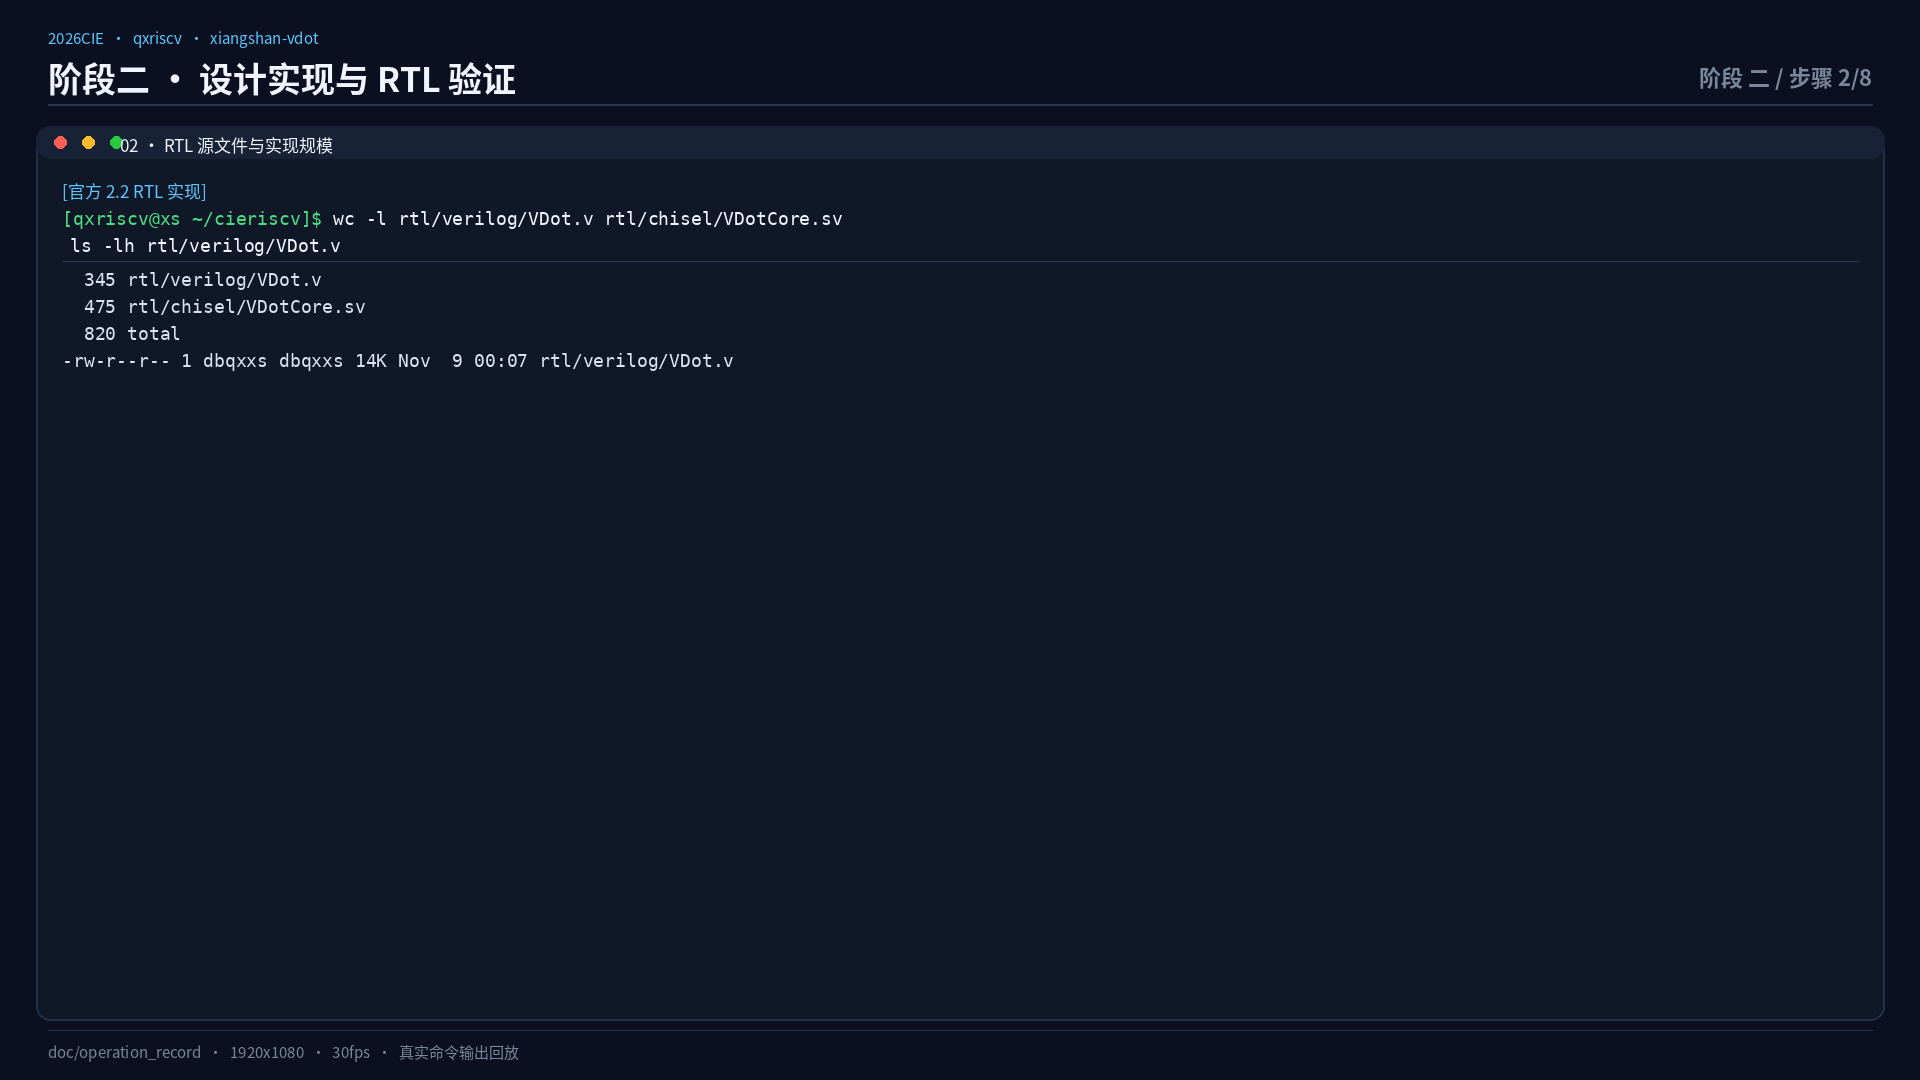 2026CIE · qxriscv · xiangshan-vdot
阶段二 · 设计实现与 RTL 验证
阶段 二 / 步骤 2/8
02 · RTL 源文件与实现规模
[官方 2.2 RTL 实现]
[qxriscv@xs ~/cieriscv]$ wc -l rtl/verilog/VDot.v rtl/chisel/VDotCore.sv
ls -lh rtl/verilog/VDot.v
345 rtl/verilog/VDot.v
475 rtl/chisel/VDotCore.sv
820 total
-rw-r--r-- 1 dbqxxs dbqxxs 14K Nov  9 00:07 rtl/verilog/VDot.v
doc/operation_record · 1920x1080 · 30fps · 真实命令输出回放